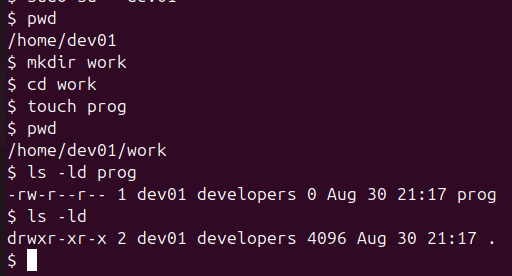 $ pwd
/home/dev01
$ mkdir work
$ cd work
$ touch prog
$ pwd
/home/dev01/work
$ ls -ld prog
-rw-r--r-- 1 dev01 developers 0 Aug 30 21:17 prog
$ ls -ld
drwxr-xr-x 2 dev01 developers 4096 Aug 30 21:17 .
$